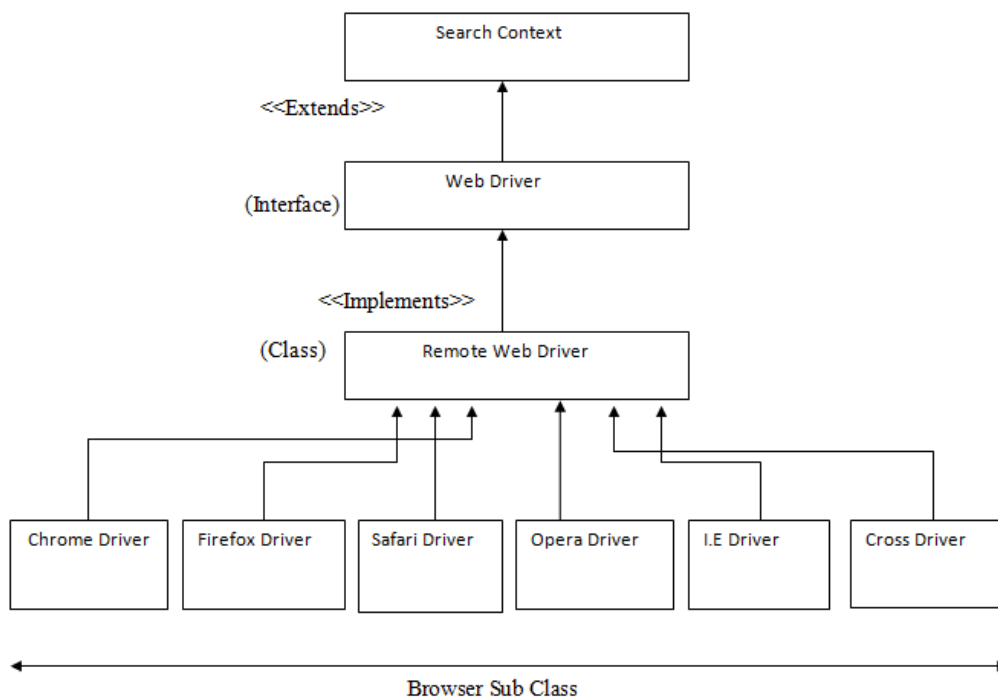 Search Context
<<Extends>>
Web Driver
(Interface)
<<Implements>>
(Class)
Remote Web Driver
Chrome Driver
Firefox Driver
Safari Driver
Opera Driver
I.E Driver
Cross Driver
Browser Sub Class